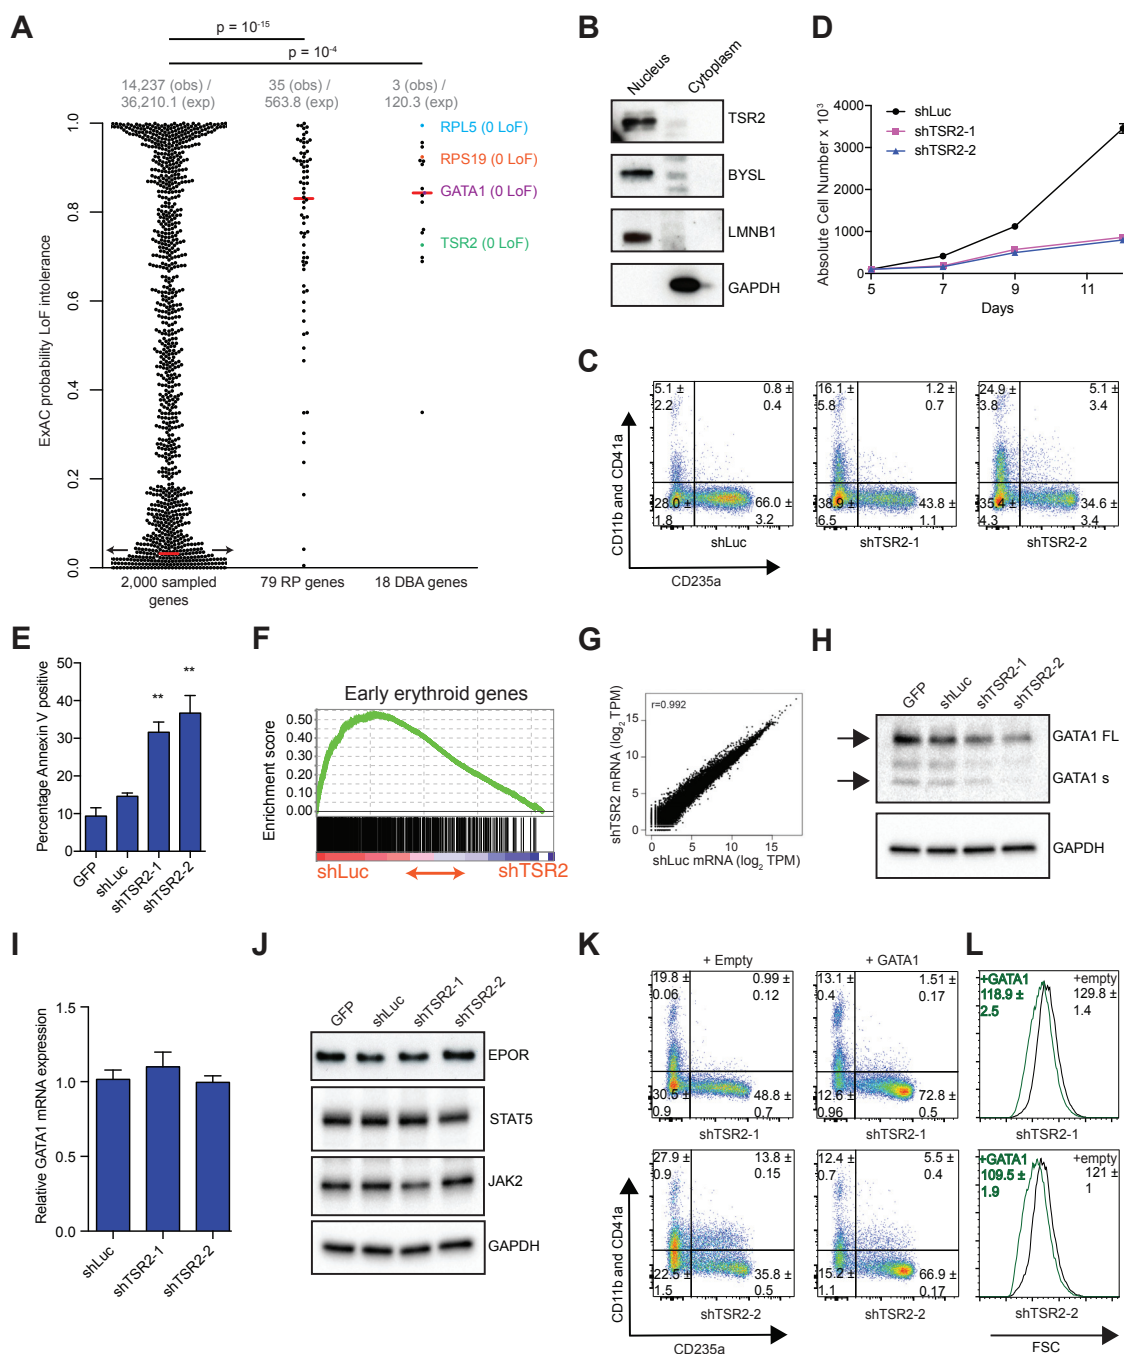 A
p = 10-15
p = 10-4
14,237 (obs) /
36,210.1 (exp)
35 (obs) /
563.8 (exp)
3 (obs) /
120.3 (exp)
ExAC probability LoF intolerance
1.0
0.8
0.6
0.4
0.2
0.0
RPL5 (0 LoF)
RPS19 (0 LoF)
GATA1 (0 LoF)
TSR2 (0 LoF)
2,000 sampled
genes
79 RP genes
18 DBA genes
B
Nucleus
Cytoplasm
TSR2
BYSL
LMNB1
GAPDH
D
Absolute Cell Number x 10³
4000
3000
2000
1000
0
5
7
9
11
Days
shLuc
shTSR2-1
shTSR2-2
C
CD11b and CD41a
5.1 ±
2.2
0.8 ±
0.4
28.0 ±
1.8
66.0 ±
3.2
shLuc
16.1 ±
5.8
1.2 ±
0.7
38.9 ±
6.5
43.8 ±
1.1
shTSR2-1
24.9 ±
3.8
5.1 ±
3.4
35.4 ±
4.3
34.6 ±
3.4
shTSR2-2
CD235a
E
Percentage Annexin V positive
50
40
30
20
10
0
**
**
GFP
shLuc
shTSR2-1
shTSR2-2
F
Early erythroid genes
Enrichment score
0.50
0.40
0.30
0.20
0.10
0.00
shLuc
shTSR2
G
r=0.992
shTSR2 mRNA (log2 TPM)
15
10
5
0
0
5
10
15
shLuc mRNA (log2 TPM)
H
GFP
shLuc
shTSR2-1
shTSR2-2
GATA1 FL
GATA1 s
GAPDH
I
Relative GATA1 mRNA expression
1.5
1.0
0.5
0.0
shLuc
shTSR2-1
shTSR2-2
J
GFP
shLuc
shTSR2-1
shTSR2-2
EPOR
STAT5
JAK2
GAPDH
K
+ Empty
+ GATA1
19.8 ±
0.06
0.99 ±
0.12
30.5 ±
0.9
48.8 ±
0.7
shTSR2-1
13.1 ±
0.4
1.51 ±
0.17
12.6 ±
0.96
72.8 ±
0.5
shTSR2-1
27.9 ±
0.9
13.8 ±
0.15
22.5 ±
1.5
35.8 ±
0.5
shTSR2-2
12.4 ±
0.7
5.5 ±
0.4
15.2 ±
1.1
66.9 ±
0.17
shTSR2-2
CD11b and CD41a
CD235a
L
+GATA1
118.9 ±
2.5
+empty
129.8 ±
1.4
shTSR2-1
+GATA1
109.5 ±
1.9
+empty
121 ±
1
shTSR2-2
FSC